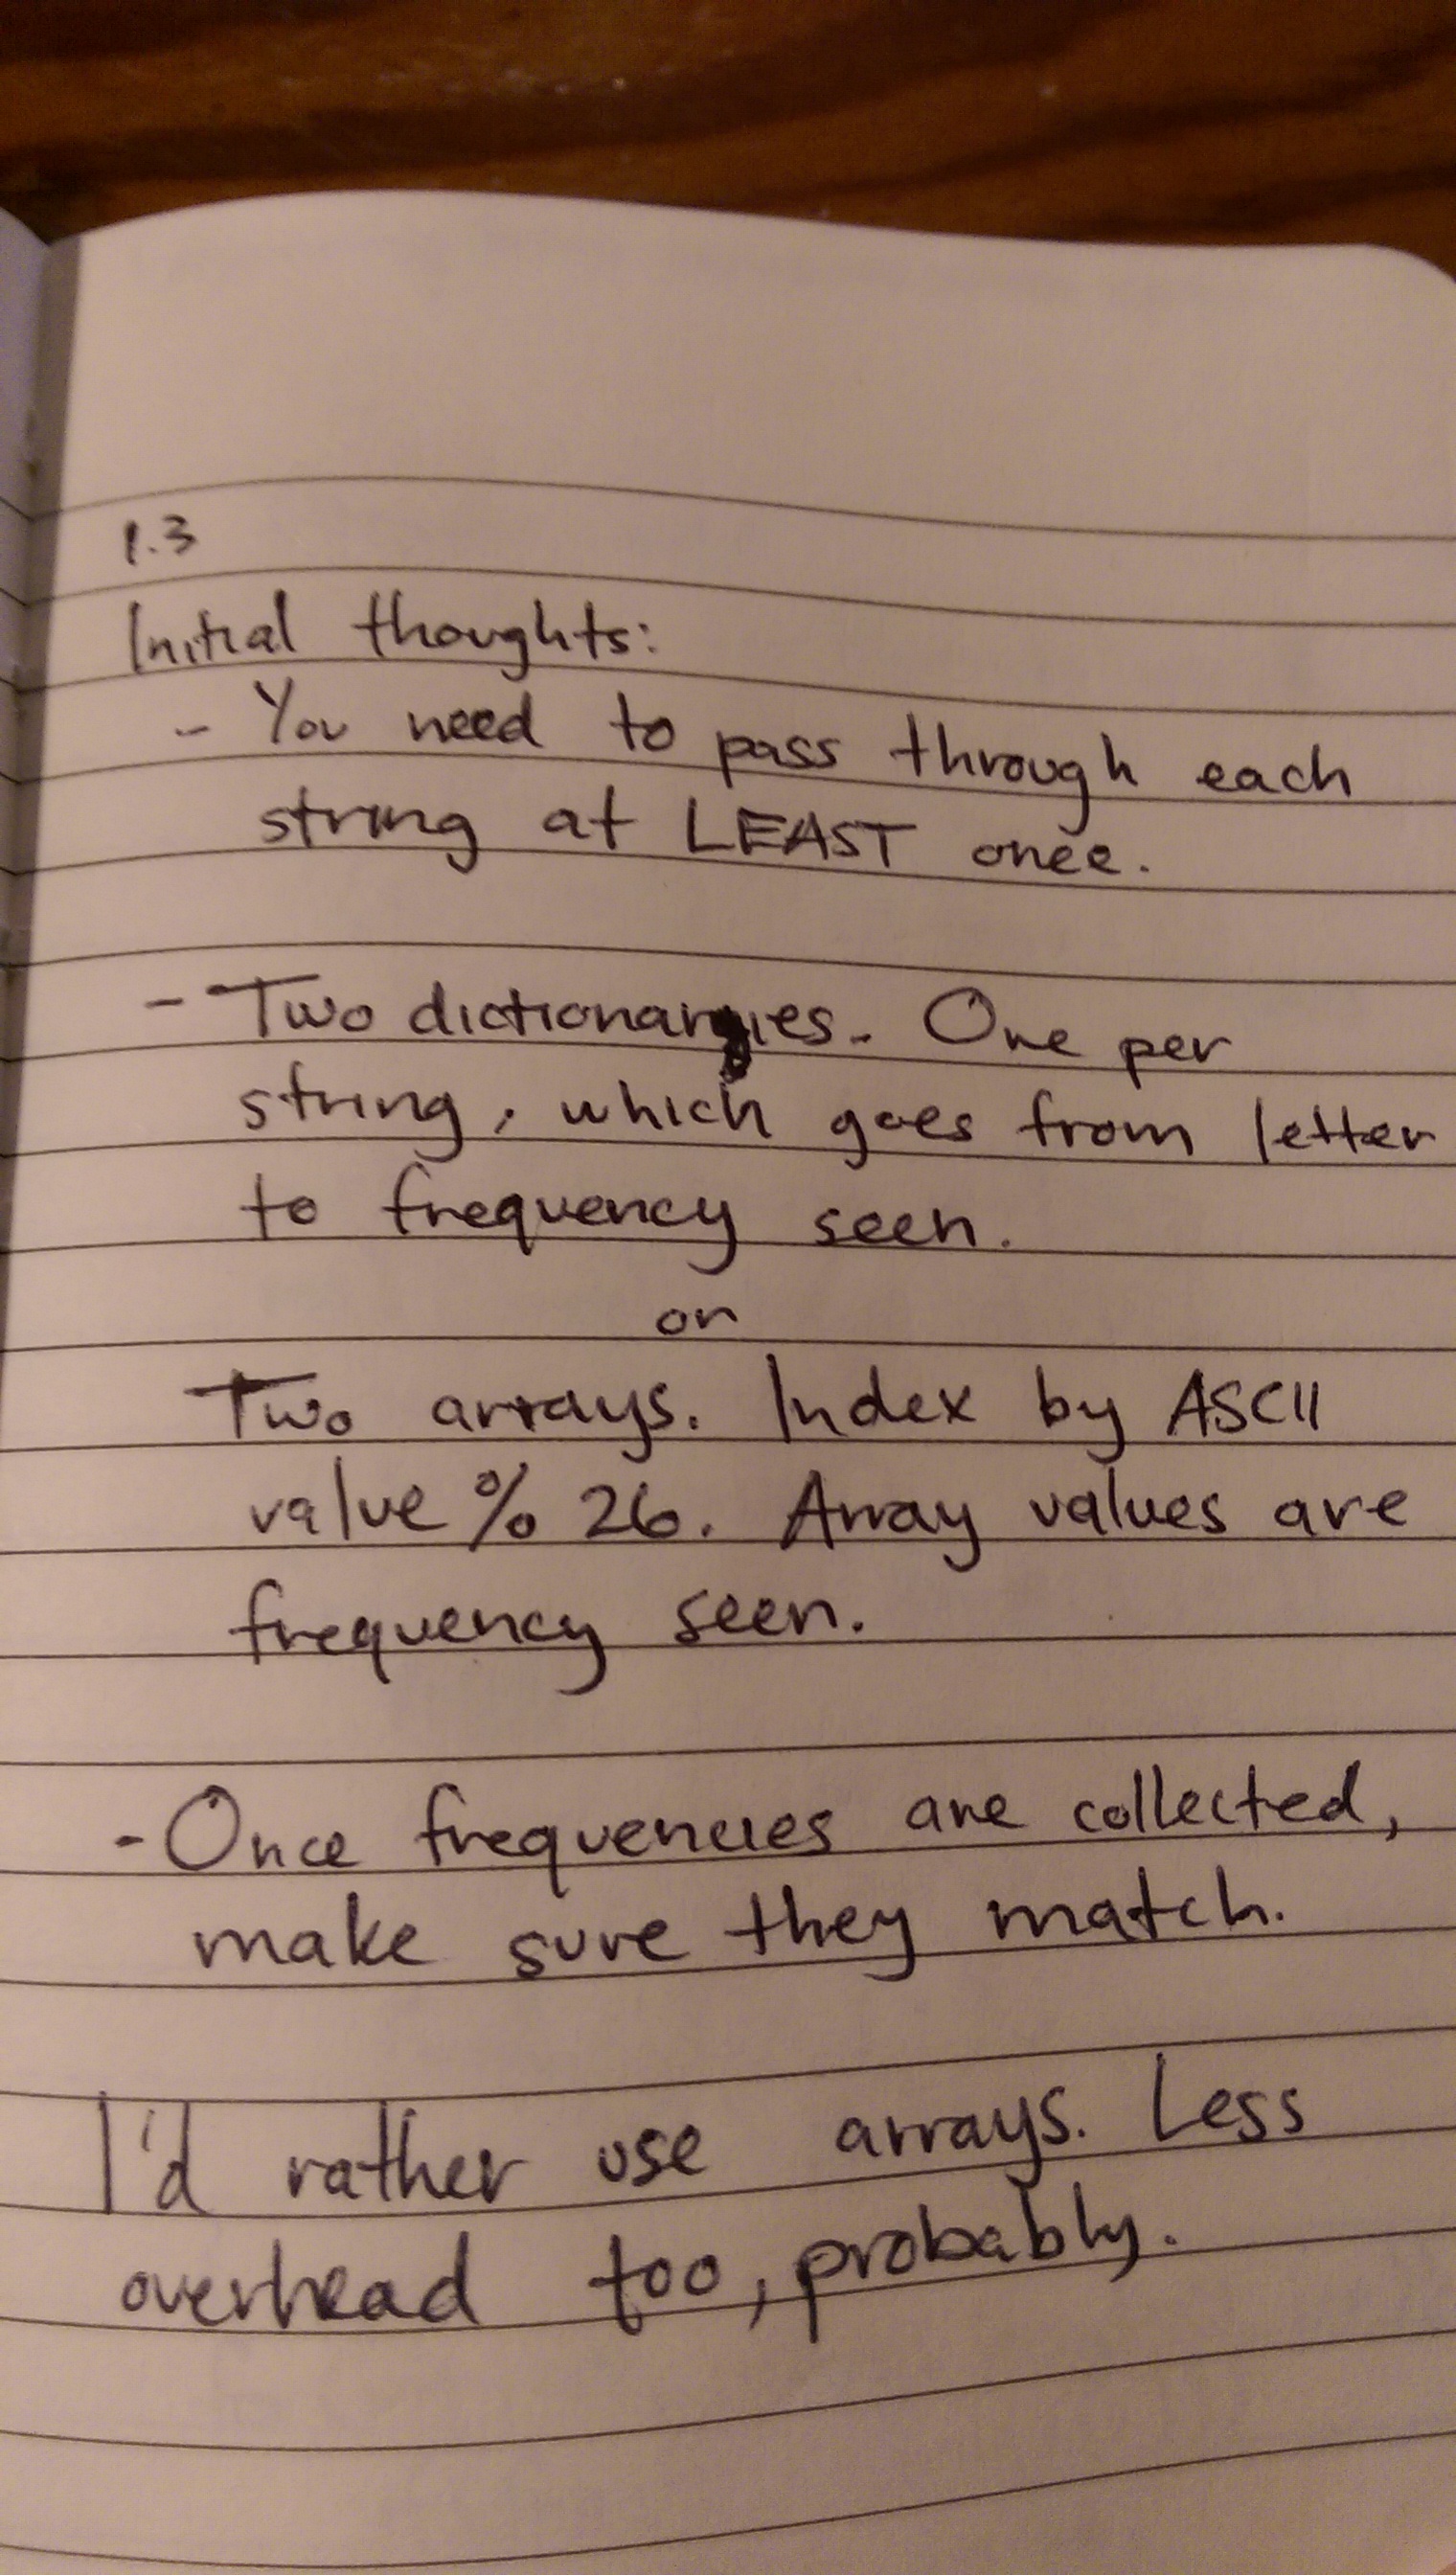 1.3
Initial thoughts:
- You need to pass through each
string at LEAST once.
- Two dictionaries. One per
string, which goes from letter
to frequency seen.
or
Two arrays. Index by ASCII
value % 26. Array values are
frequency seen.
- Once frequencies are collected,
make sure they match.
I'd rather use arrays. Less
overhead too, probably.